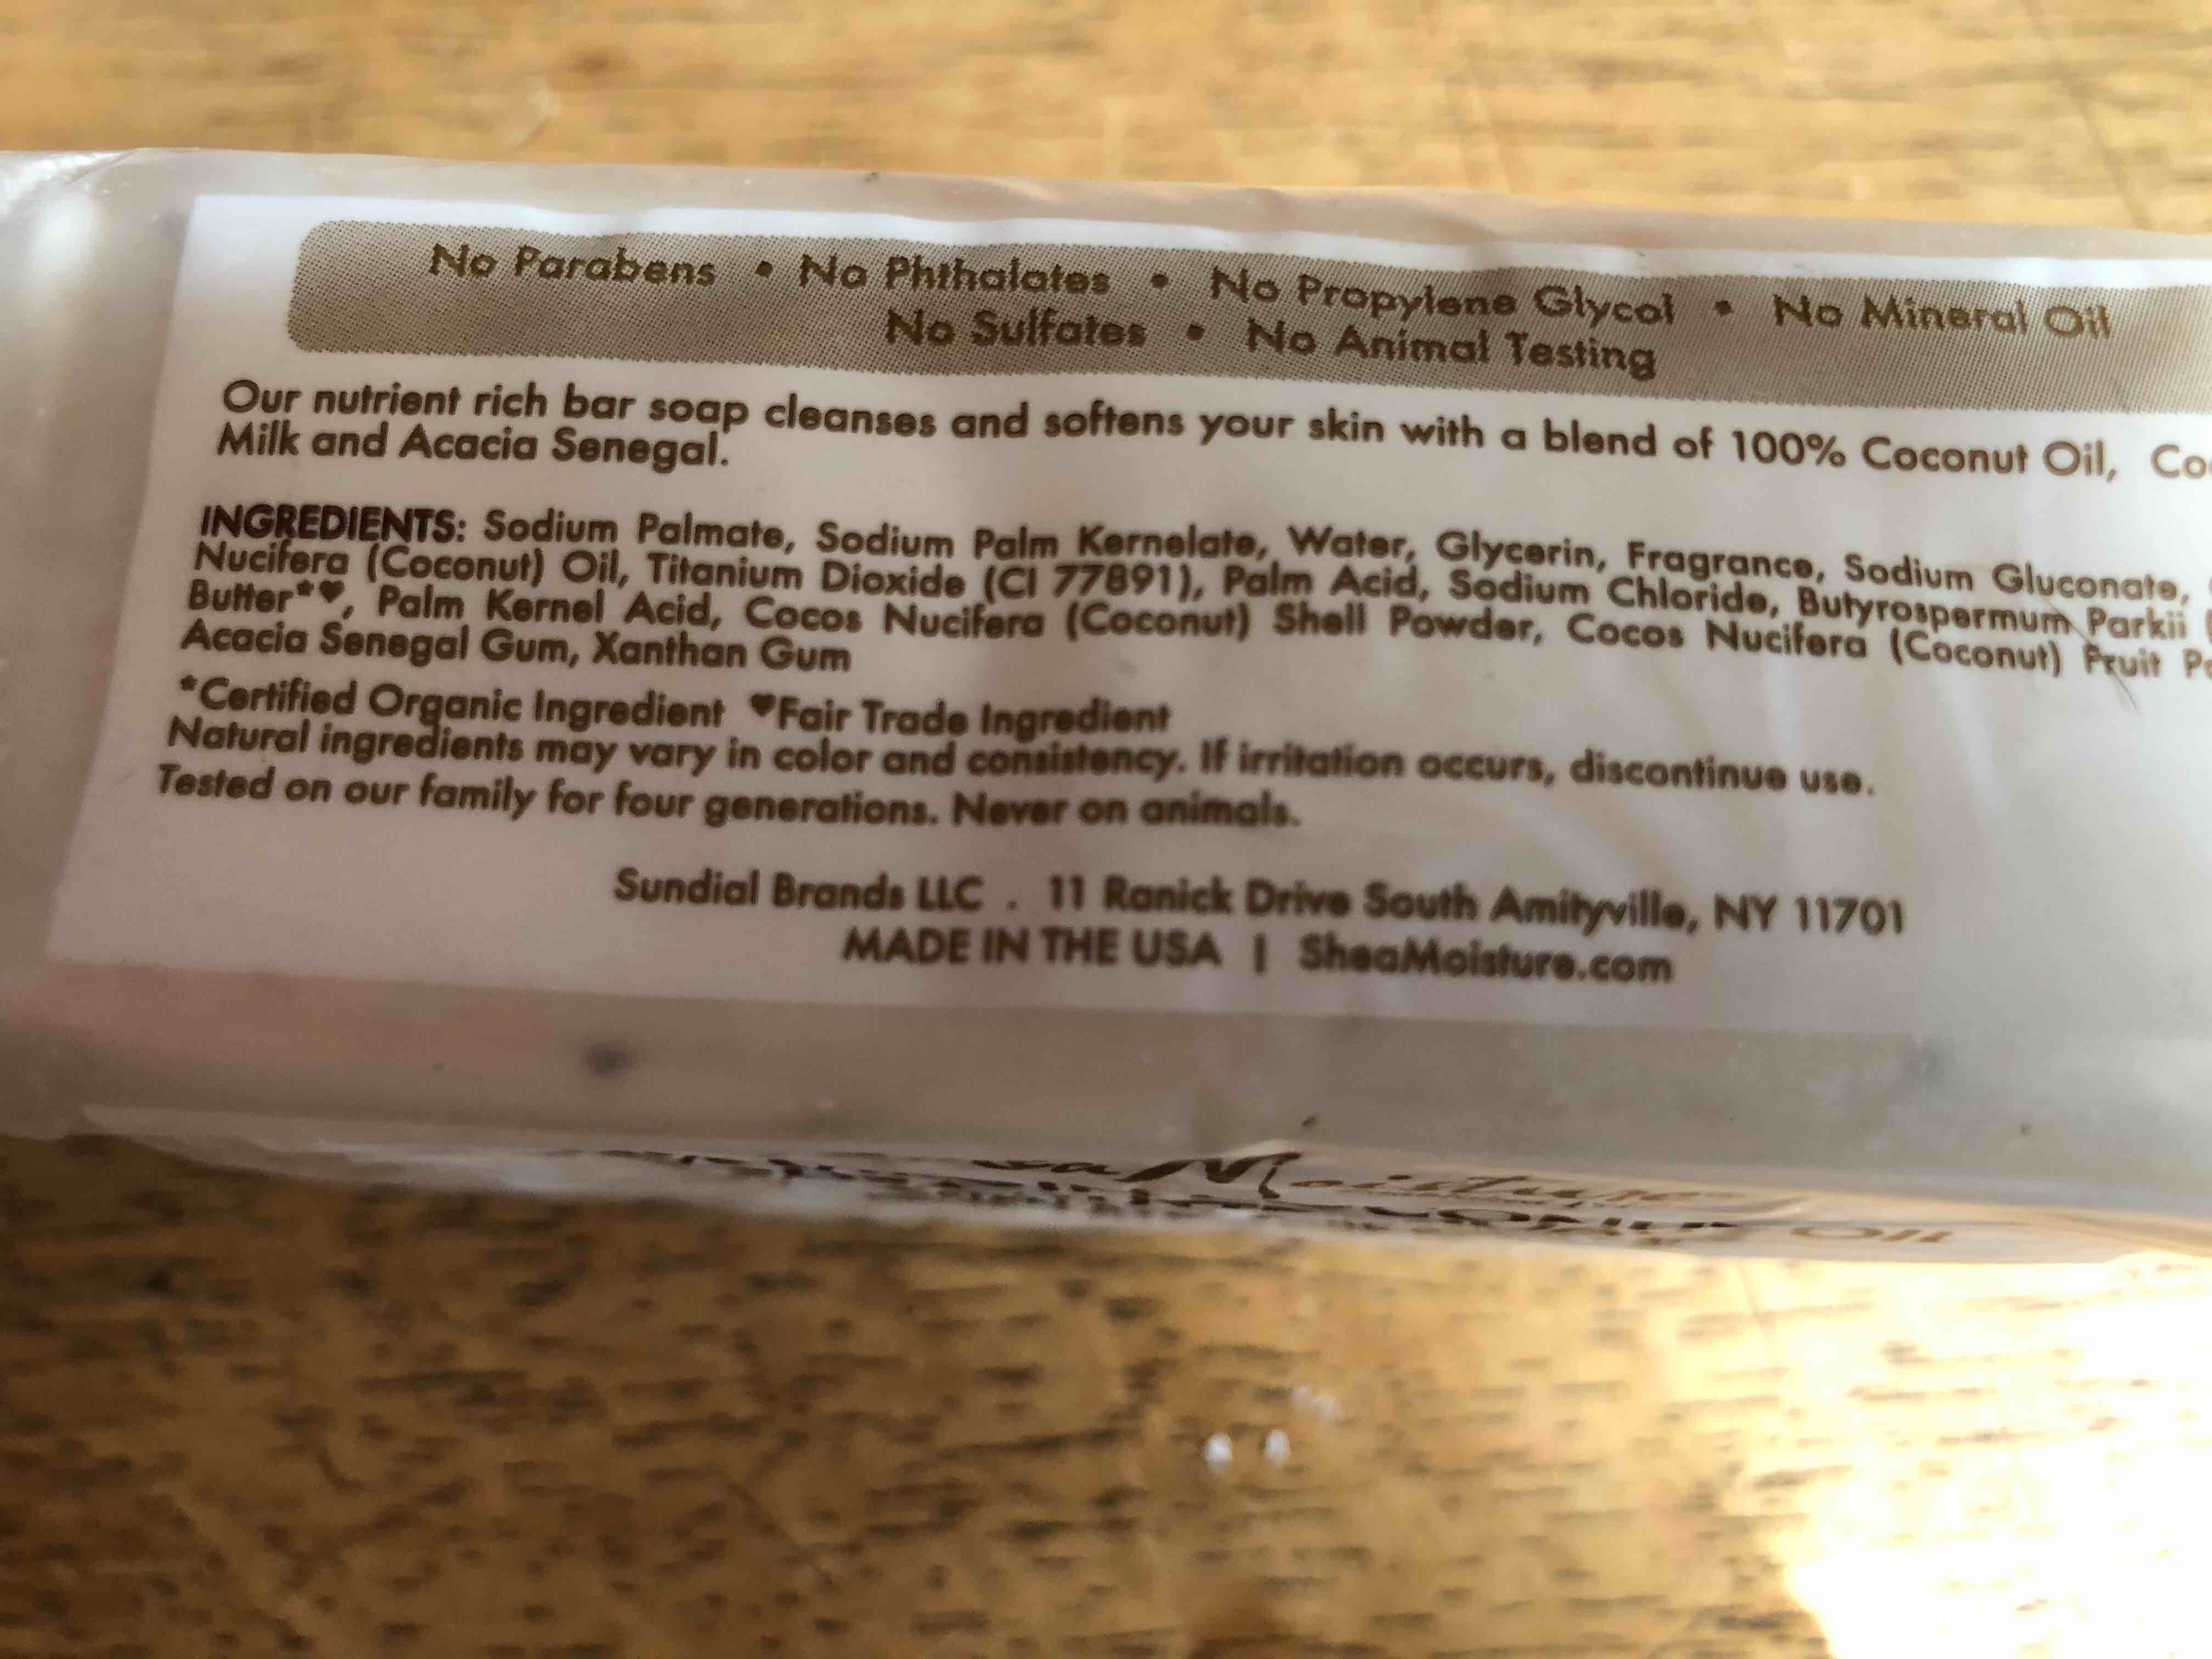 No Parabens • No Phthalates • No Propylene Glycol • No Mineral Oil
No Sulfates • No Animal Testing
Our nutrient rich bar soap cleanses and softens your skin with a blend of 100% Coconut Oil,
Milk and Acacia Senegal.
INGREDIENTS: Sodium Palmate, Sodium Palm Kernelate, Water, Glycerin, Fragrance, Sodium Gluconate,
Nucifera (Coconut) Oil, Titanium Dioxide (CI 77891), Palm Acid, Sodium Chloride, Butyrospermum Parkii
Butter*♥, Palm Kernel Acid, Cocos Nucifera (Coconut) Shell Powder, Cocos Nucifera (Coconut) Fruit
Acacia Senegal Gum, Xanthan Gum
*Certified Organic Ingredient ♥Fair Trade Ingredient
Natural ingredients may vary in color and consistency. If irritation occurs, discontinue use.
Tested on our family for four generations. Never on animals.
Sundial Brands LLC . 11 Ranick Drive South Amityville, NY 11701
MADE IN THE USA | SheaMoisture.com
Moisture
Oil